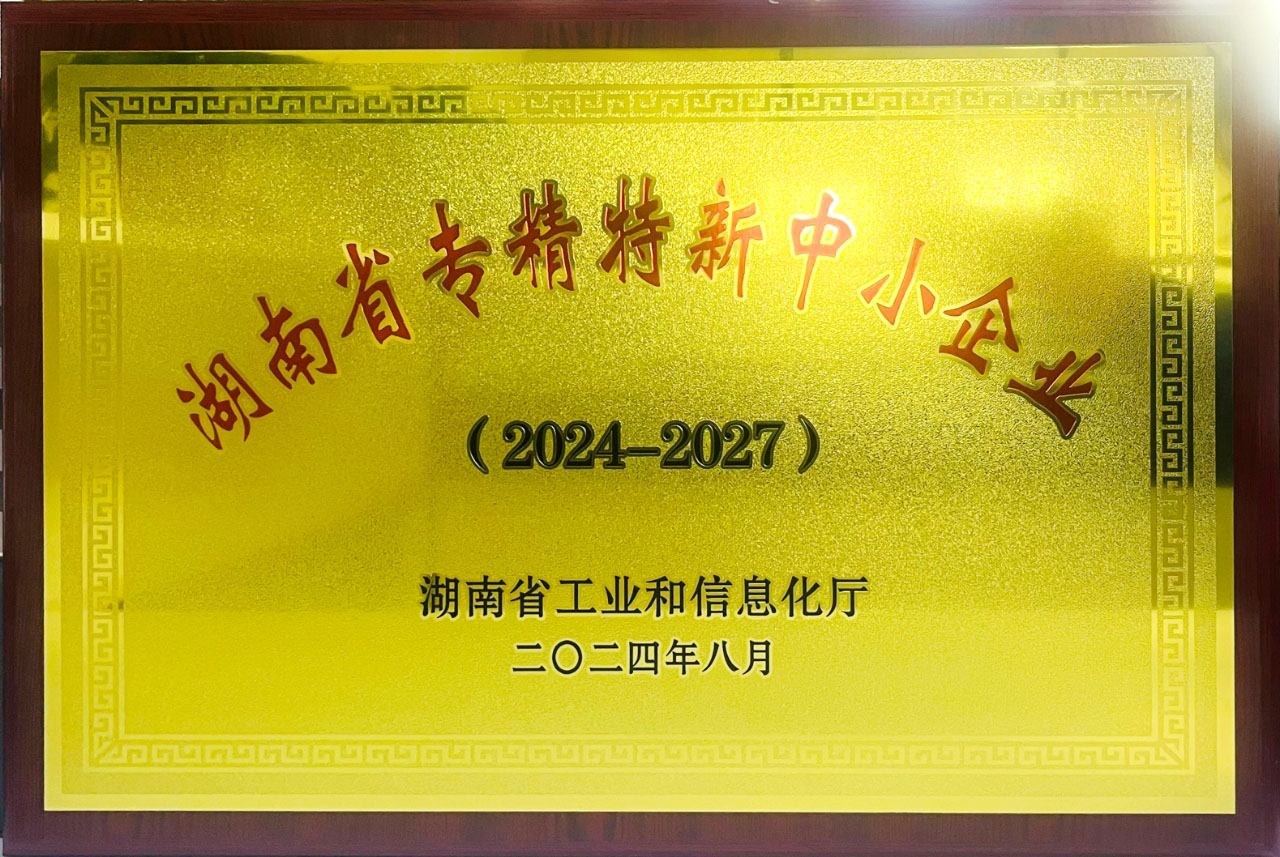 湖南省专精特新中小企业
（2024-2027）
湖南省工业和信息化厅
二〇二四年八月